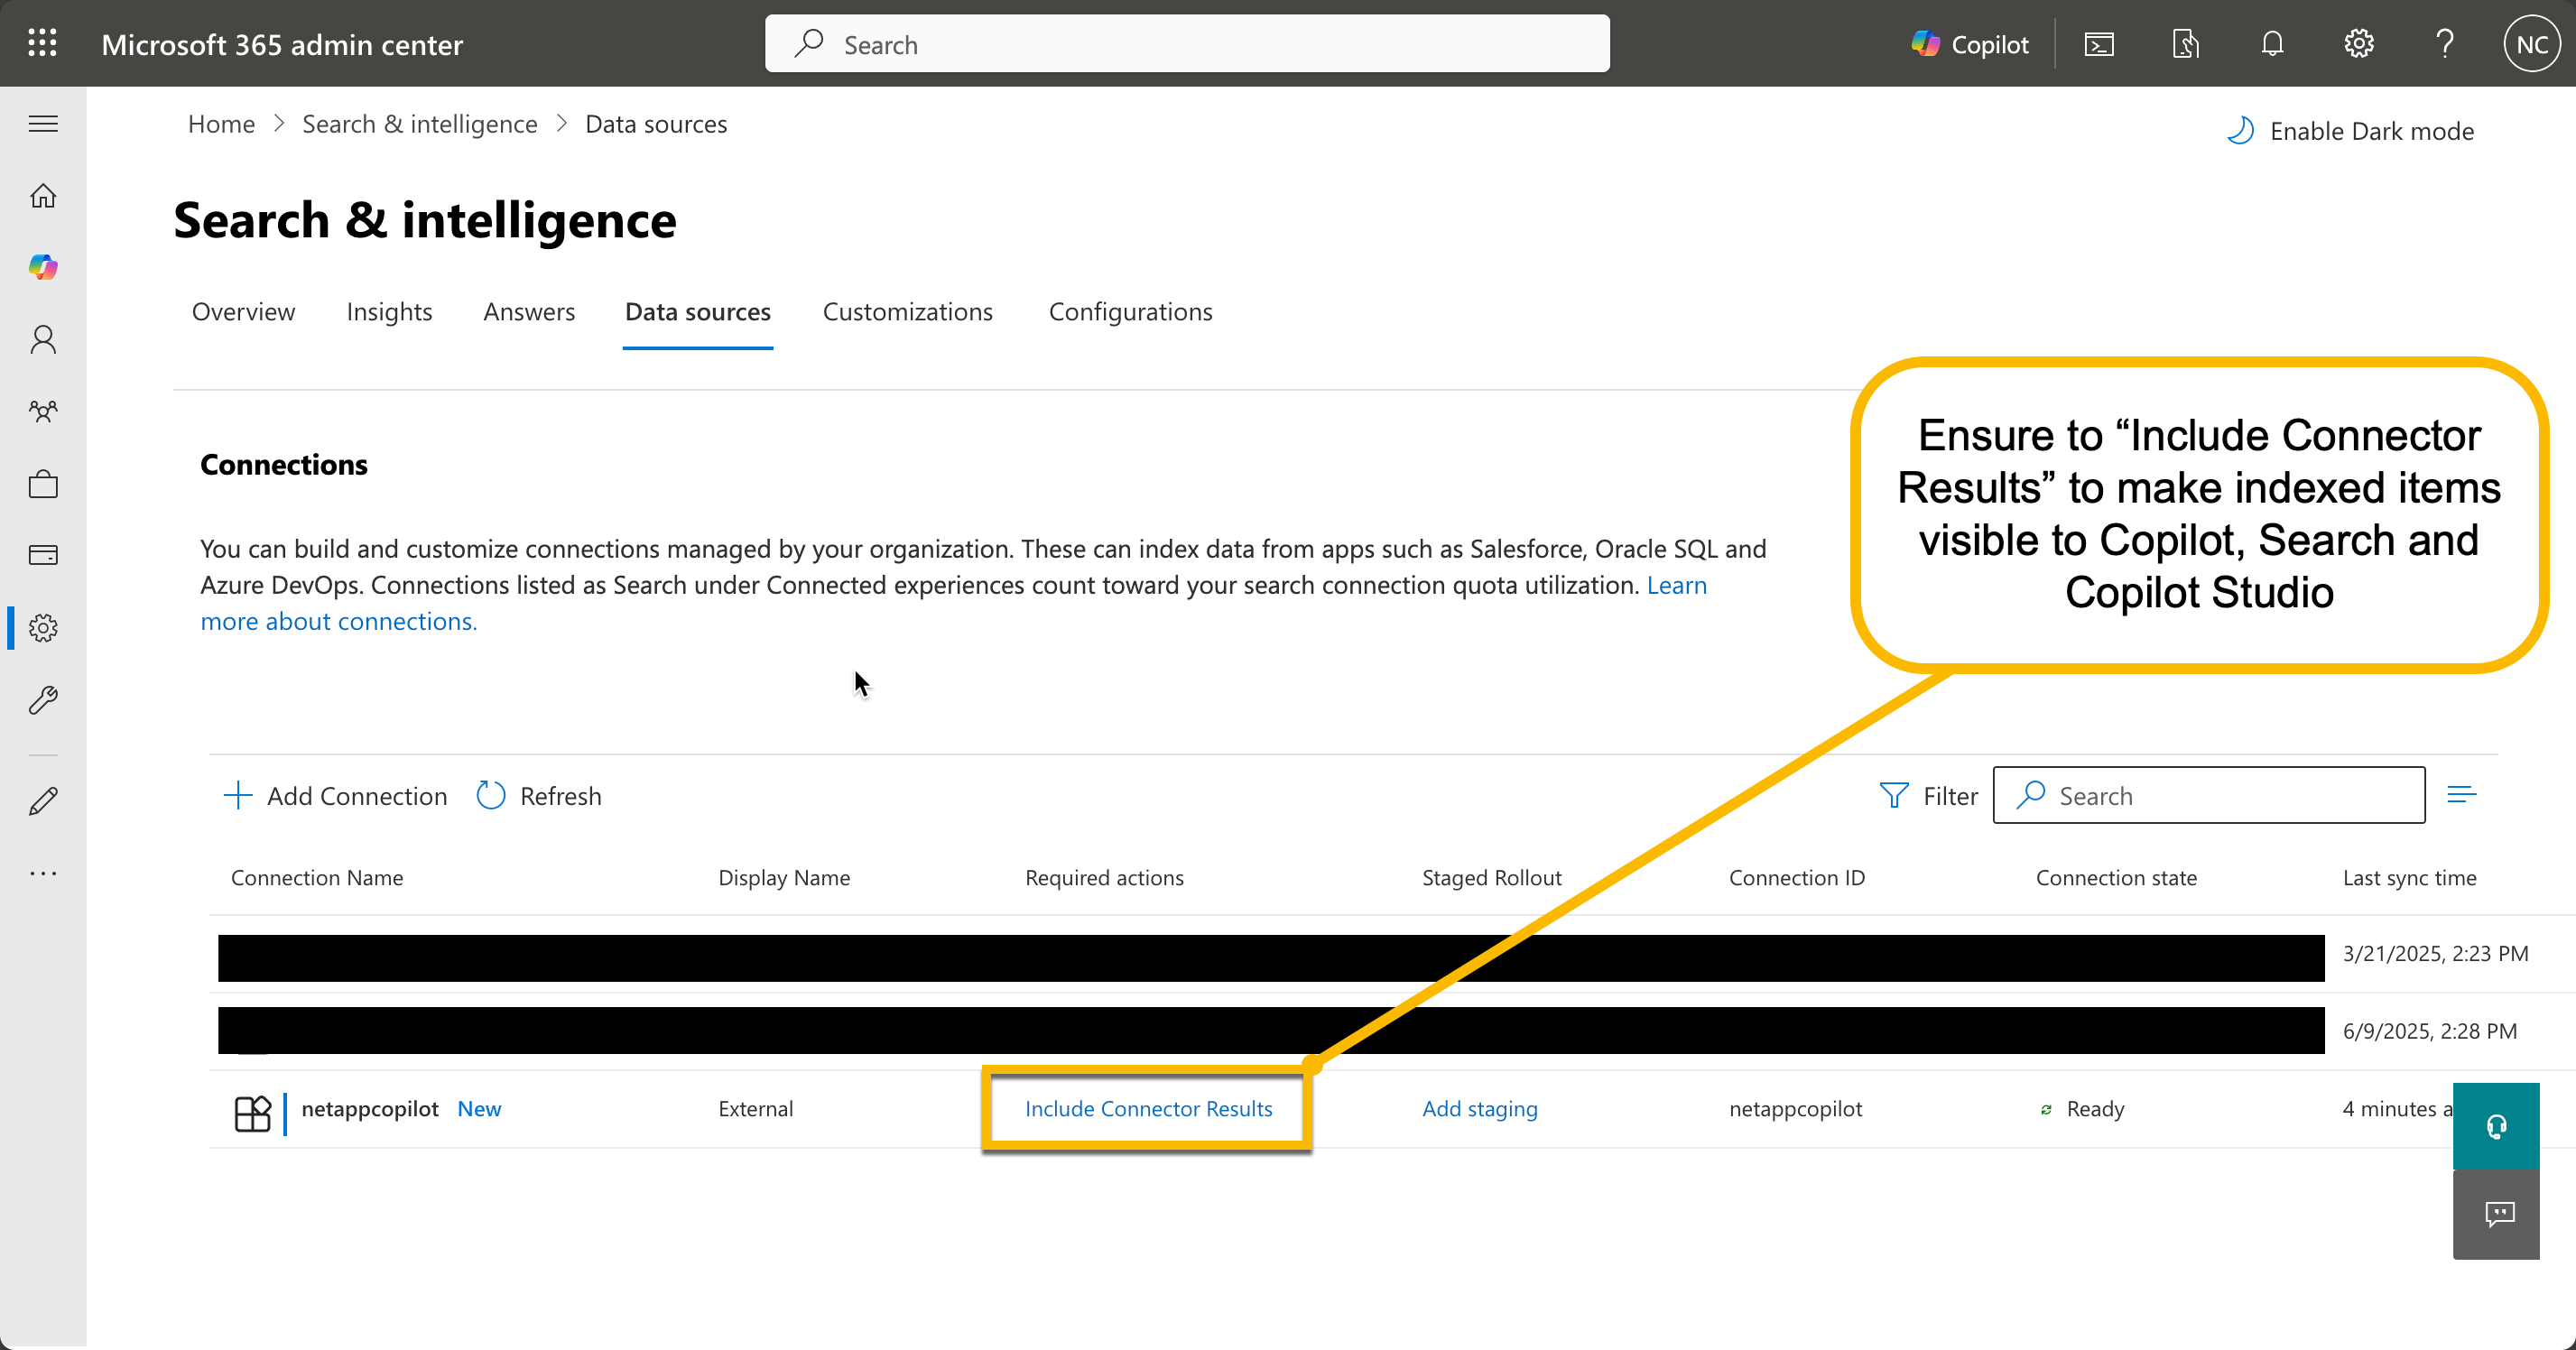 Microsoft 365 admin center
Search
Copilot
NC
Home > Search & intelligence > Data sources
Enable Dark mode
Search & intelligence
Overview
Insights
Answers
Data sources
Customizations
Configurations
Ensure to “Include Connector
Results” to make indexed items
visible to Copilot, Search and
Copilot Studio
Connections
You can build and customize connections managed by your organization. These can index data from apps such as Salesforce, Oracle SQL and
Azure DevOps. Connections listed as Search under Connected experiences count toward your search connection quota utilization. Learn
more about connections.
Add Connection
Refresh
Filter
Search
Connection Name
Display Name
Required actions
Staged Rollout
Connection ID
Connection state
Last sync time
3/21/2025, 2:23 PM
6/9/2025, 2:28 PM
netappcopilot New
External
Include Connector Results
Add staging
netappcopilot
Ready
4 minutes a